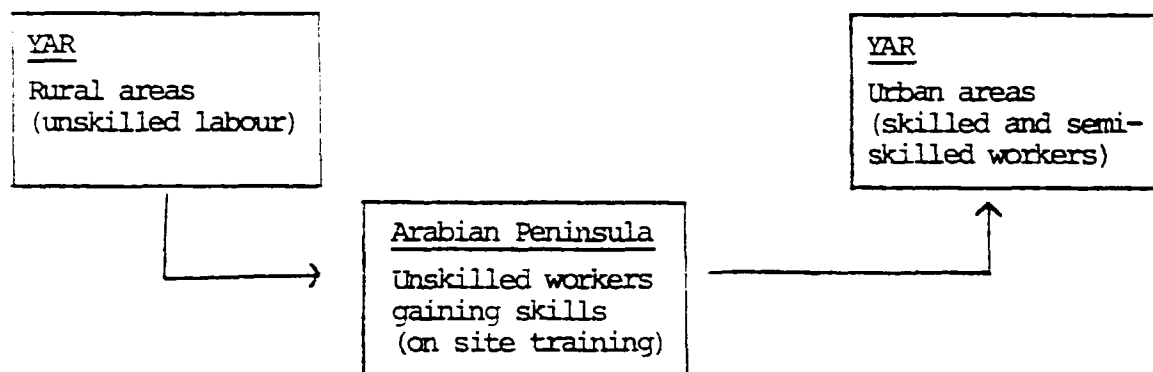 YAR
Rural areas
(unskilled labour)
Arabian Peninsula
Unskilled workers
gaining skills
(on site training)
YAR
Urban areas
(skilled and semi-
skilled workers)